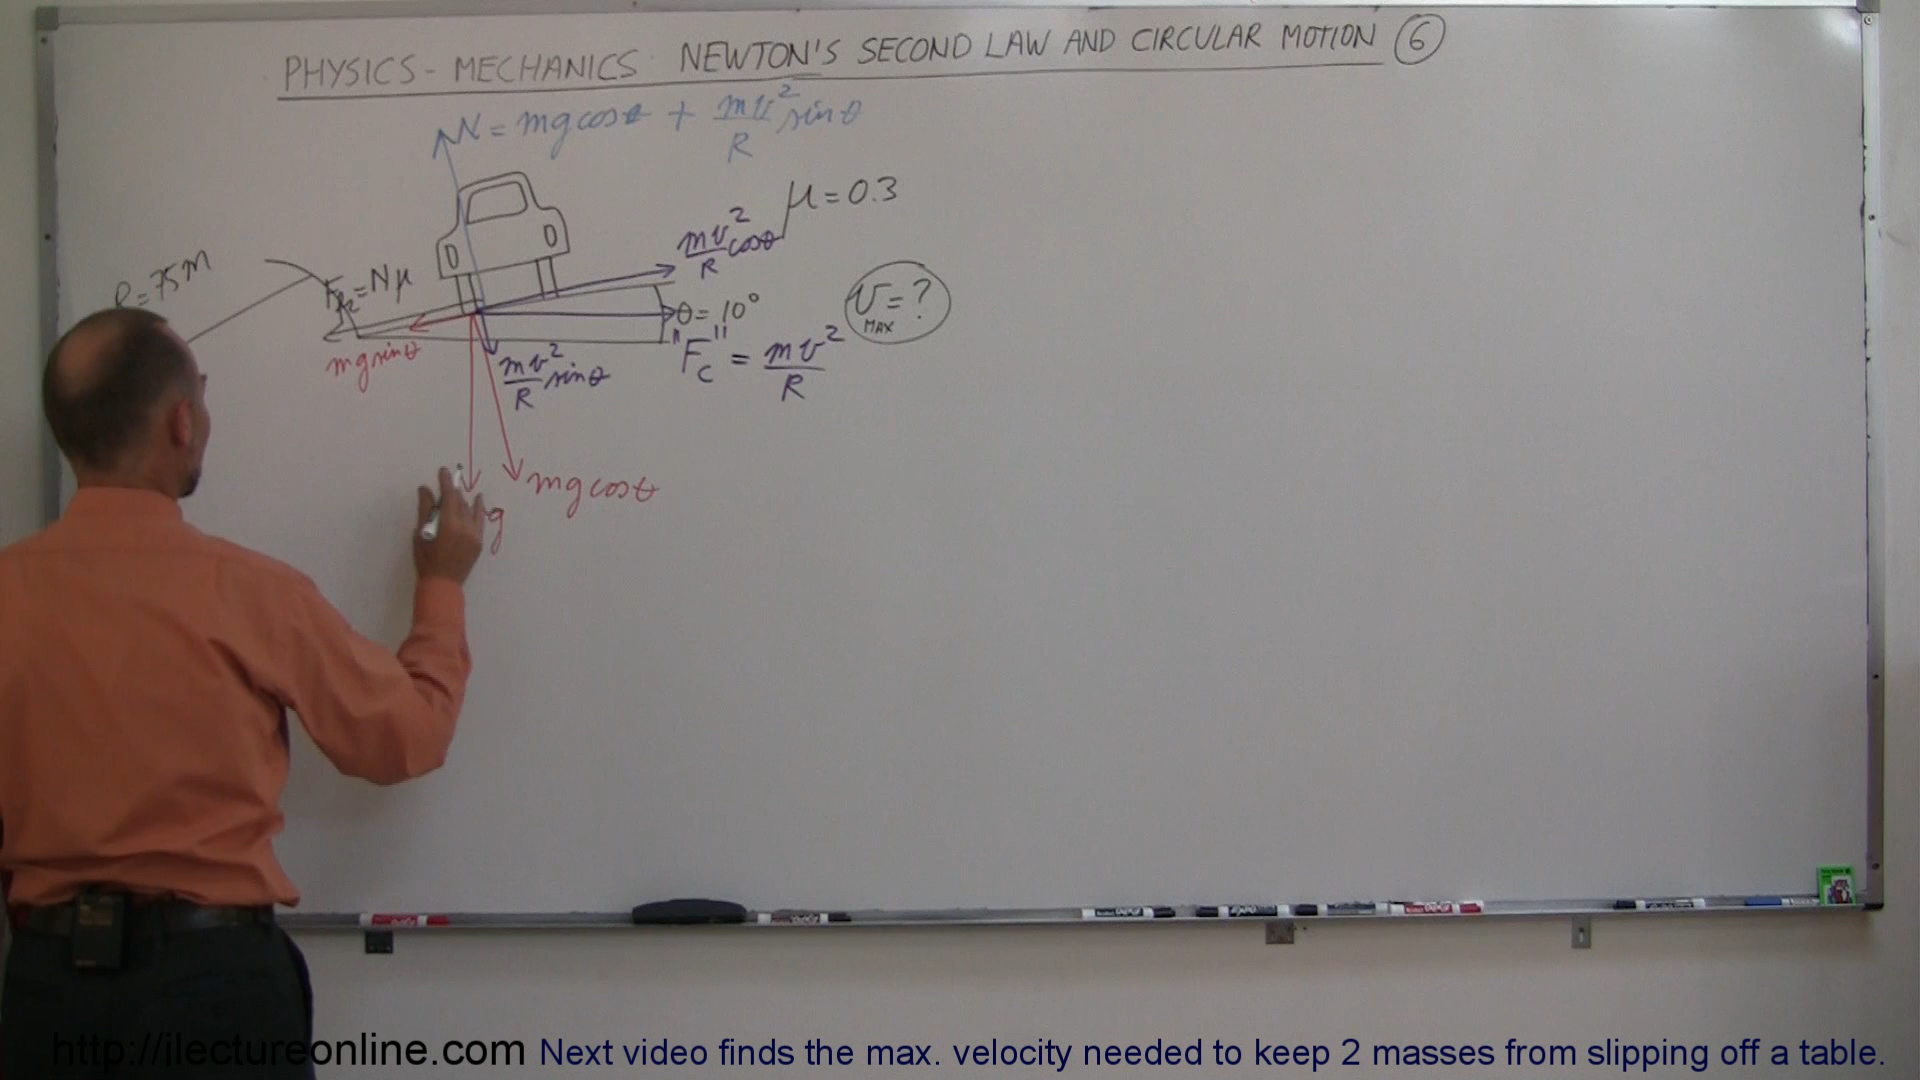 PHYSICS - MECHANICS NEWTON'S SECOND LAW AND CIRCULAR MOTION 6
N = mg cosθ + mv²/R sinθ
μ = 0.3
mv²/R cosθ
R = 75 m
Ffr = Nμ
θ = 10°
v MAX = ?
mg sinθ
mv²/R sinθ
"Fc" = mv²/R
mg cosθ
http://ilectureonline.com Next video finds the max. velocity needed to keep 2 masses from slipping off a table.